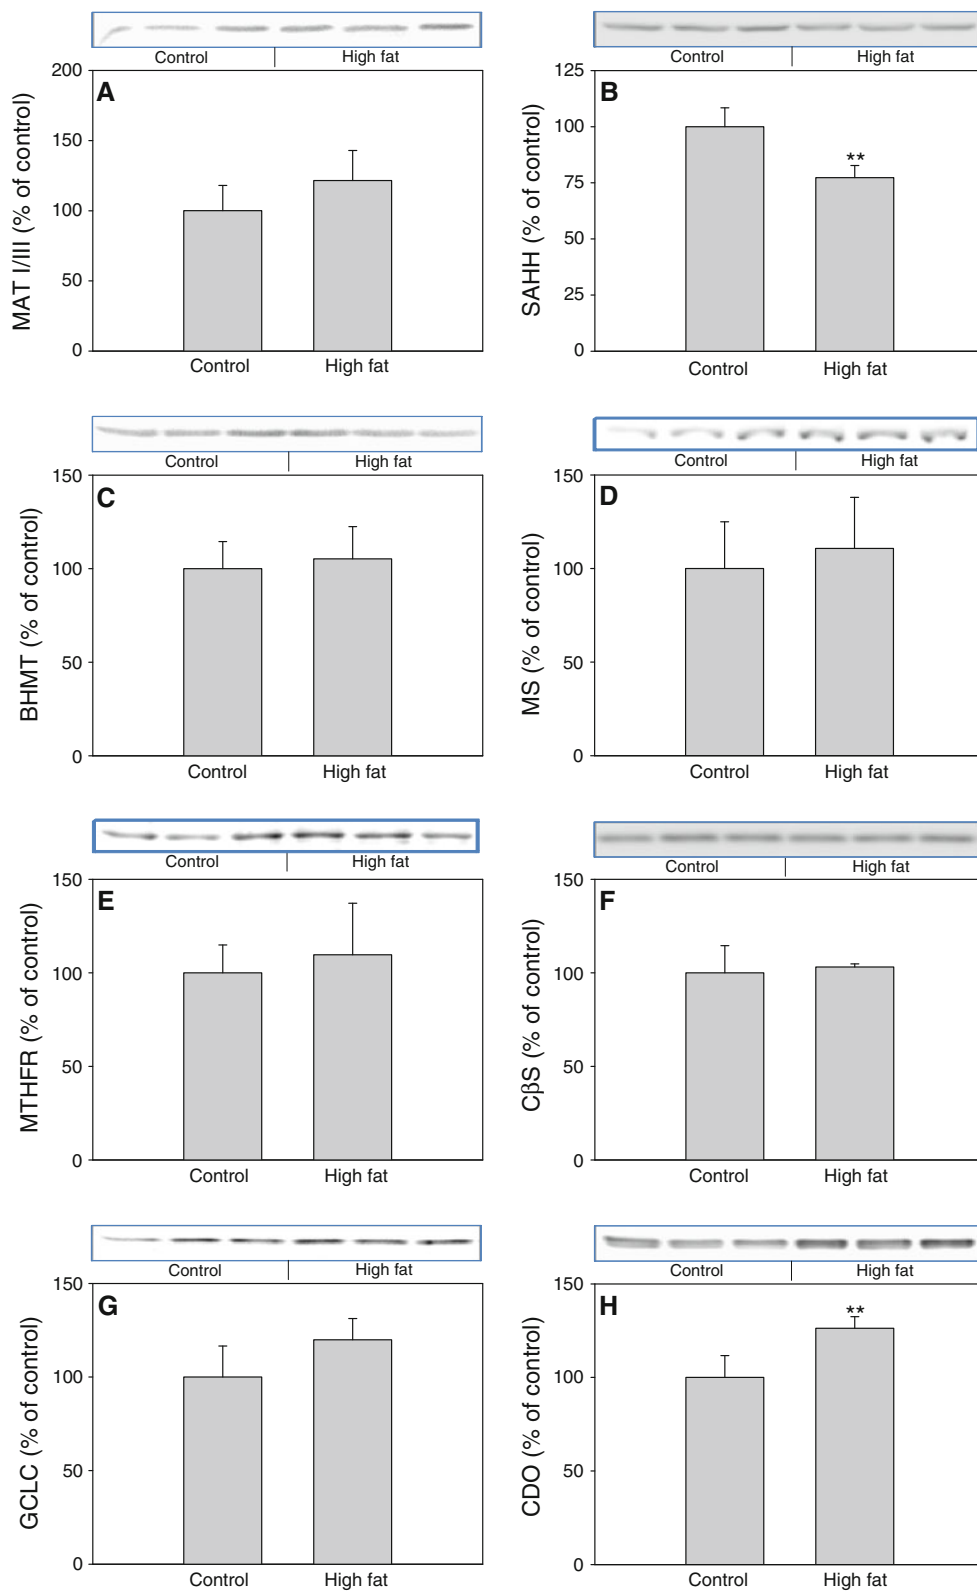 Control High fat
A
MAT I/III (% of control)
200
150
100
50
0
Control High fat
Control High fat
B
SAHH (% of control)
125
100
75
50
25
0
**
Control High fat
Control High fat
C
BHMT (% of control)
150
100
50
0
Control High fat
Control High fat
D
MS (% of control)
150
100
50
0
Control High fat
Control High fat
E
MTHFR (% of control)
150
100
50
0
Control High fat
Control High fat
F
CβS (% of control)
150
100
50
0
Control High fat
Control High fat
G
GCLC (% of control)
150
100
50
0
Control High fat
Control High fat
H
CDO (% of control)
150
100
50
0
**
Control High fat